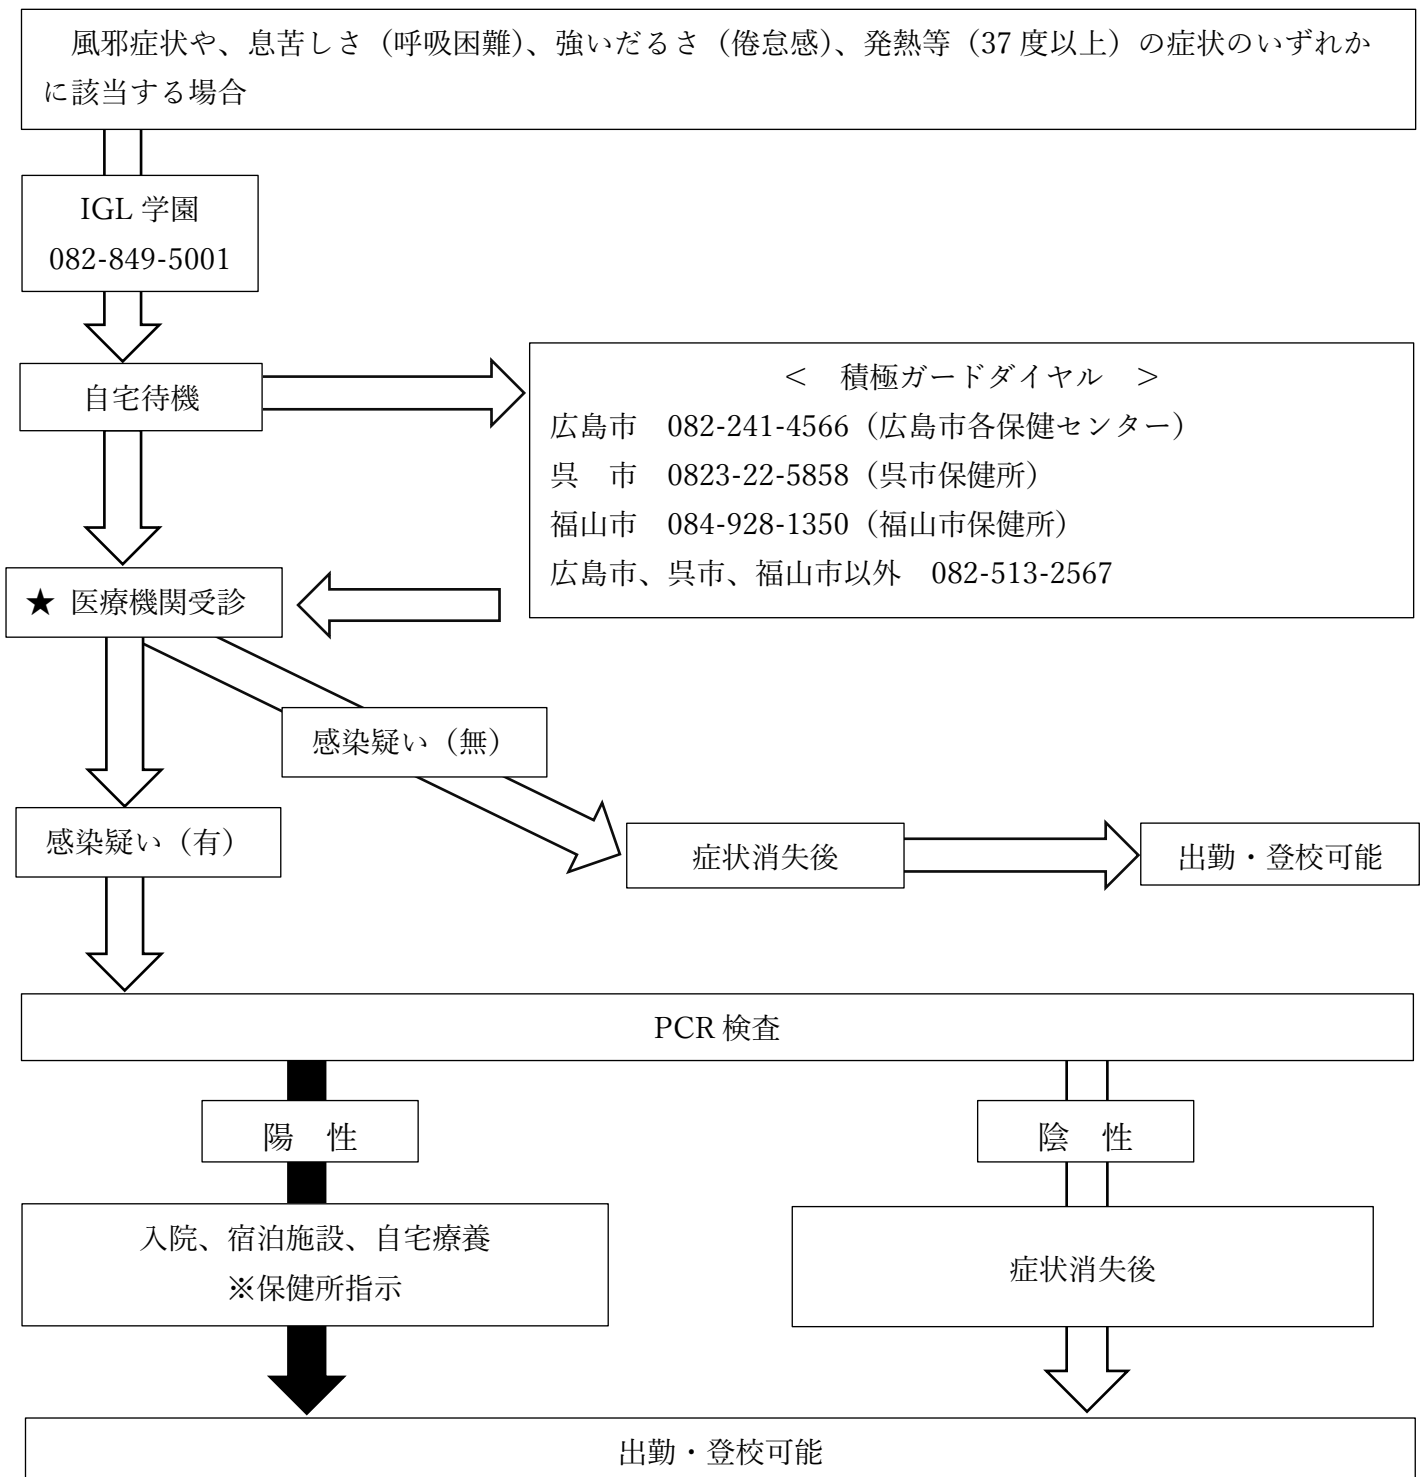 風邪症状や、息苦しさ（呼吸困難）、強いだるさ（倦怠感）、発熱等（37 度以上）の症状のいずれか
に該当する場合
IGL 学園
082-849-5001
自宅待機
＜　積極ガードダイヤル　＞
広島市　082-241-4566（広島市各保健センター）
呉　市　0823-22-5858（呉市保健所）
福山市　084-928-1350（福山市保健所）
広島市、呉市、福山市以外　082-513-2567
★ 医療機関受診
感染疑い（無）
感染疑い（有）
症状消失後
出勤・登校可能
PCR 検査
陽　性
陰　性
入院、宿泊施設、自宅療養
※保健所指示
症状消失後
出勤・登校可能